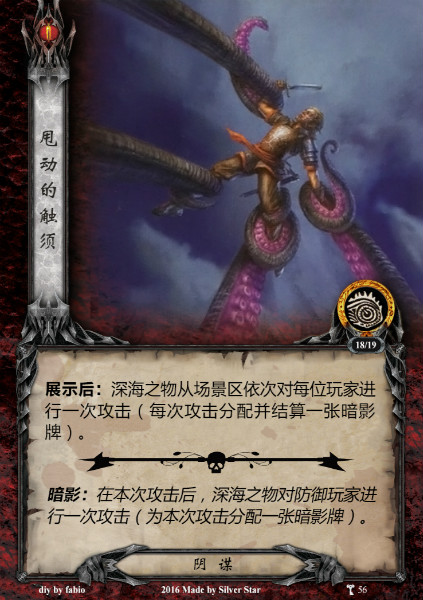 甩动的触须
18/19
展示后：深海之物从场景区依次对每位玩家进
行一次攻击（每次攻击分配并结算一张暗影
牌）。
暗影：在本次攻击后，深海之物对防御玩家进
行一次攻击（为本次攻击分配一张暗影牌）。
阴谋
diy by fabio 2016 Made by Silver Star 56